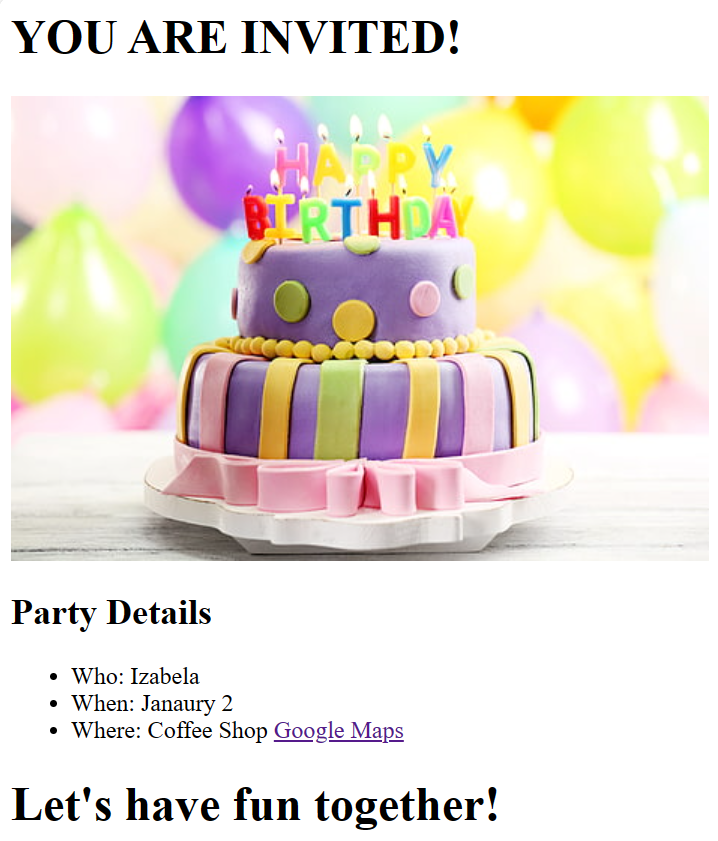 YOU ARE INVITED!
HAPPY
BIRTHDAY
Party Details
• Who: Izabela
• When: Janaury 2
• Where: Coffee Shop Google Maps
Let's have fun together!